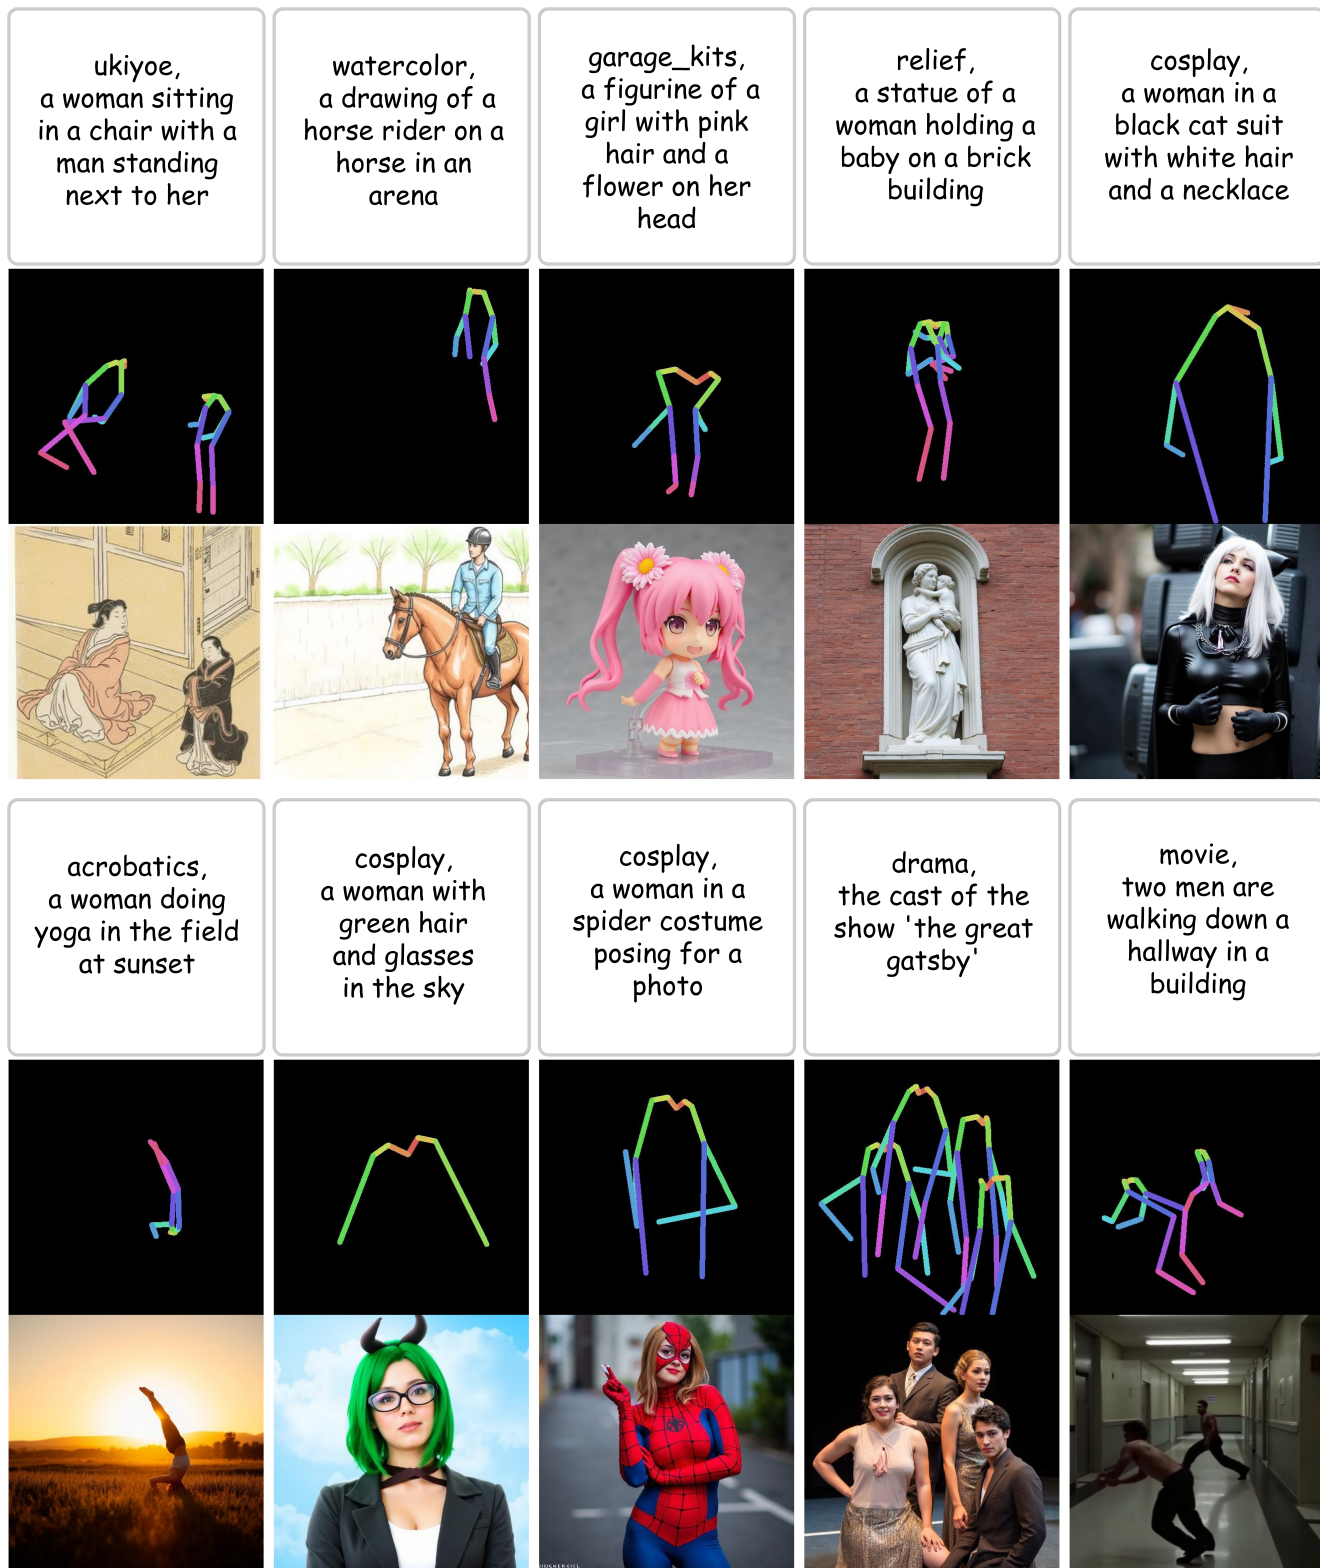 ukiyoe,
a woman sitting
in a chair with a
man standing
next to her
watercolor,
a drawing of a
horse rider on a
horse in an
arena
garage_kits,
a figurine of a
girl with pink
hair and a
flower on her
head
relief,
a statue of a
woman holding a
baby on a brick
building
cosplay,
a woman in a
black cat suit
with white hair
and a necklace
acrobatics,
a woman doing
yoga in the field
at sunset
cosplay,
a woman with
green hair
and glasses
in the sky
cosplay,
a woman in a
spider costume
posing for a
photo
drama,
the cast of the
show 'the great
gatsby'
movie,
two men are
walking down a
hallway in a
building